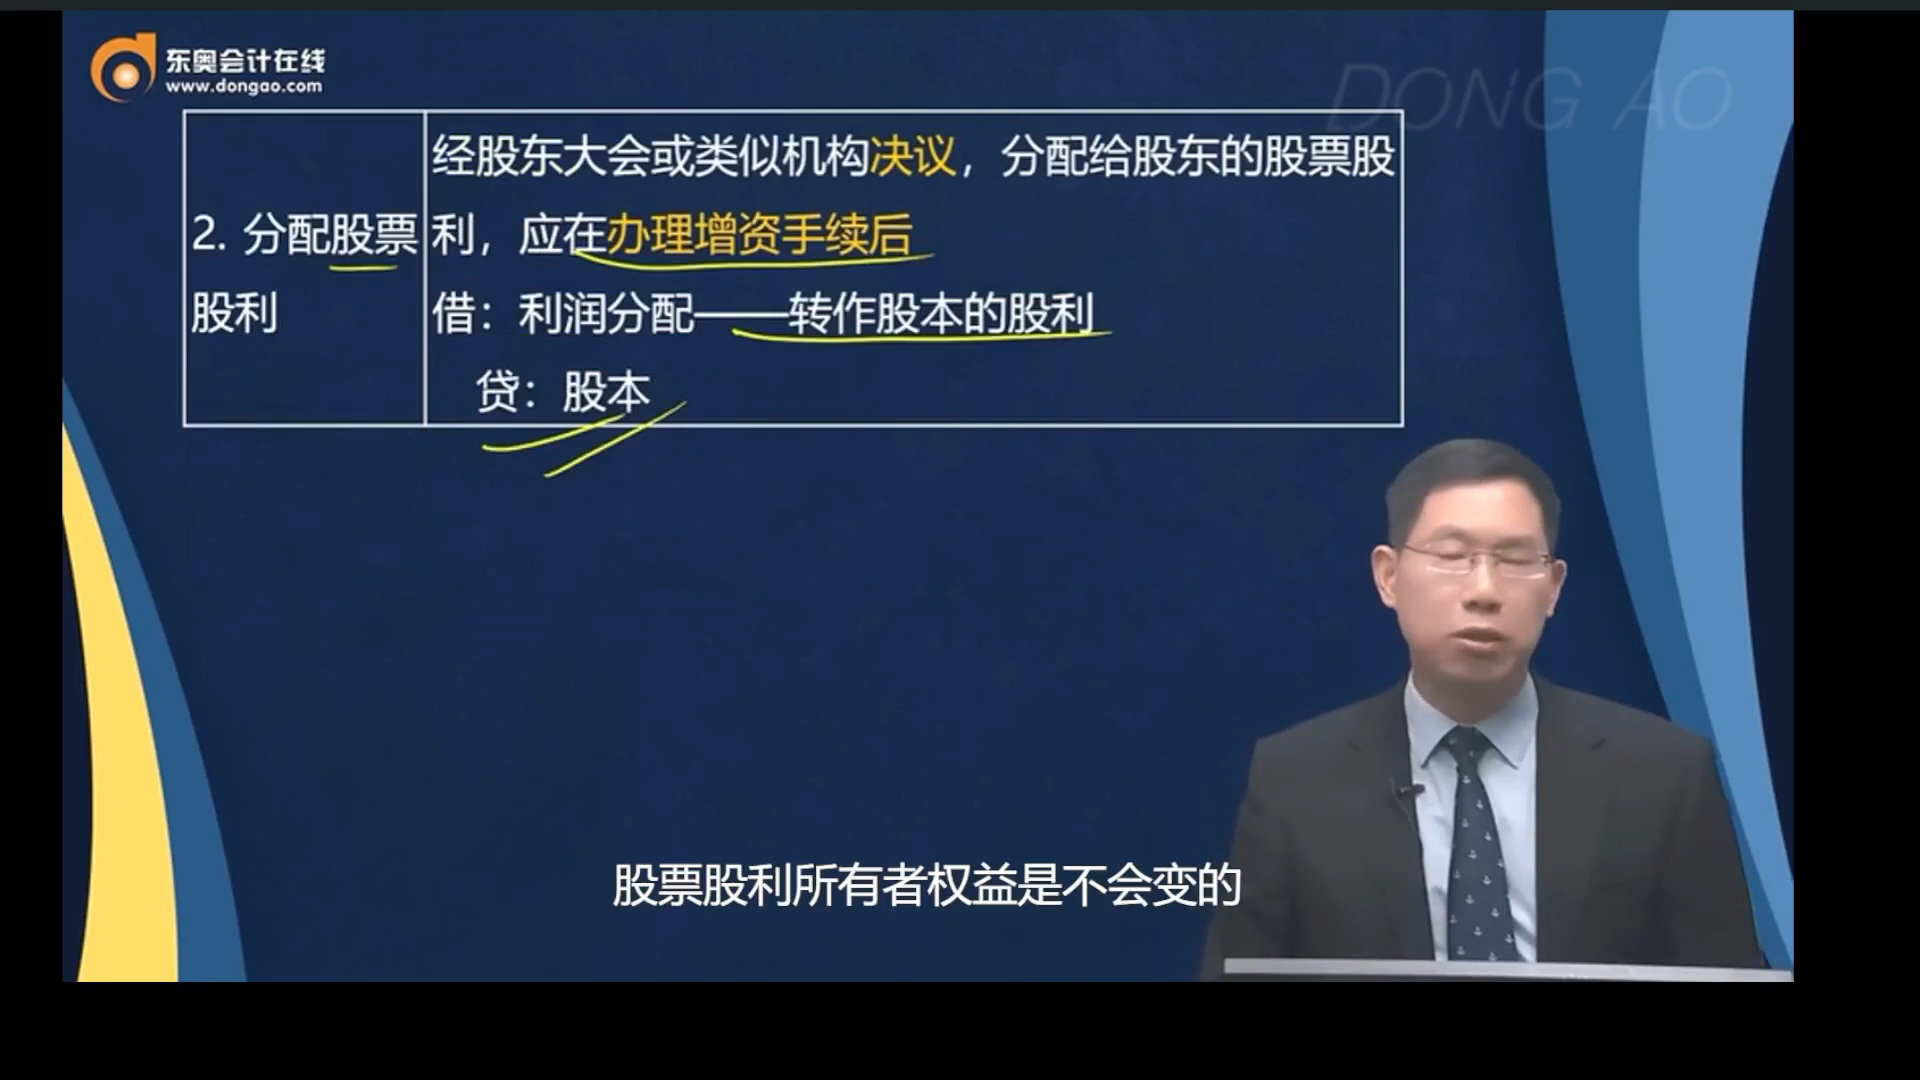 东奥会计在线
www.dongao.com
DONG AO
经股东大会或类似机构决议，分配给股东的股票股
2. 分配股票
利，应在办理增资手续后
股利
借：利润分配——转作股本的股利
贷：股本
股票股利所有者权益是不会变的